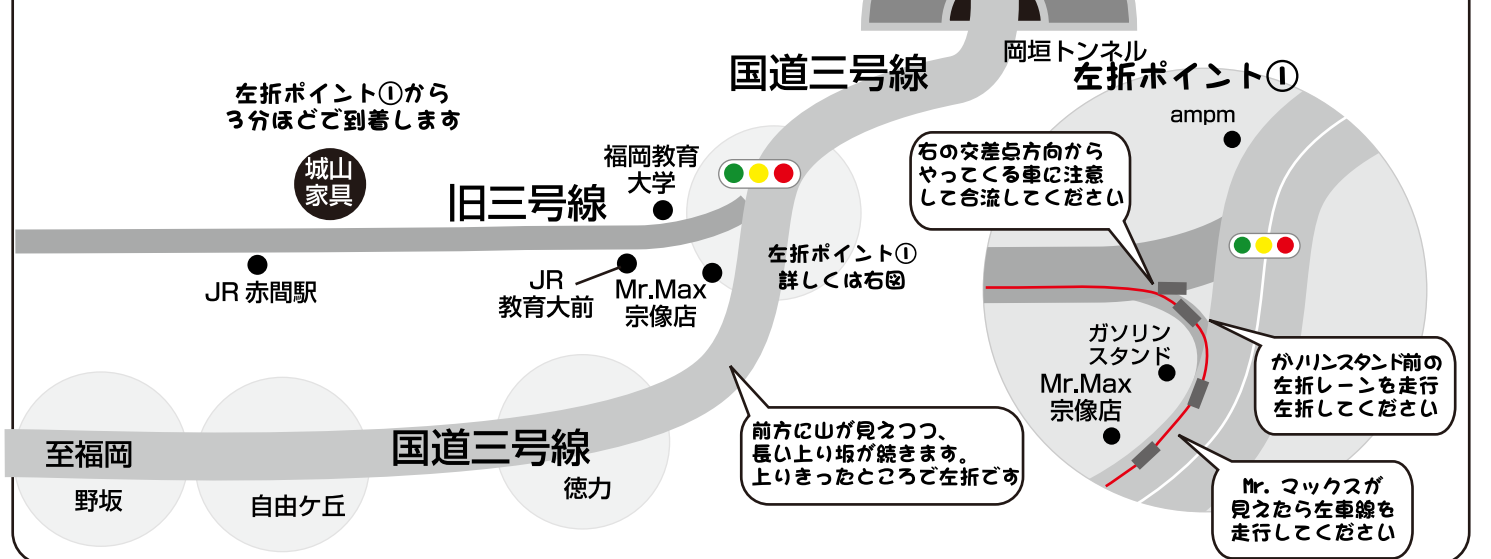 岡垣トンネル
国道三号線
左折ポイント①
左折ポイント①から
3分ほどで到着します
ampm
城山
家具
福岡教育
大学
旧三号線
右の交差点方向から
やってくる車に注意
して合流してください
左折ポイント①
詳しくは右図
JR 赤間駅
JR
教育大前
Mr.Max
宗像店
ガソリン
スタンド
Mr.Max
宗像店
ガソリンスタンド前の
左折レーンを走行
左折してください
前方に山が見えつつ、
長い上り坂が続きます。
上りきったところで左折です
国道三号線
至福岡
野坂
自由ケ丘
徳力
Mr. マックスが
見えたら左車線を
走行してください